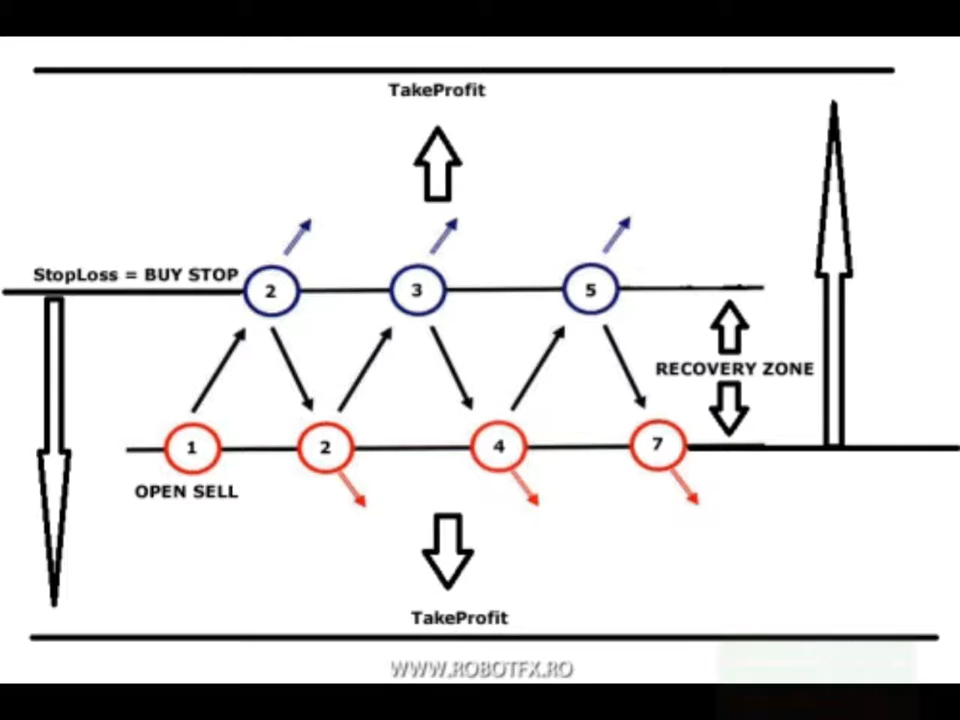 TakeProfit
StopLoss = BUY STOP
2
3
5
RECOVERY ZONE
1
2
4
7
OPEN SELL
TakeProfit
WWW.ROBOTFX.RO